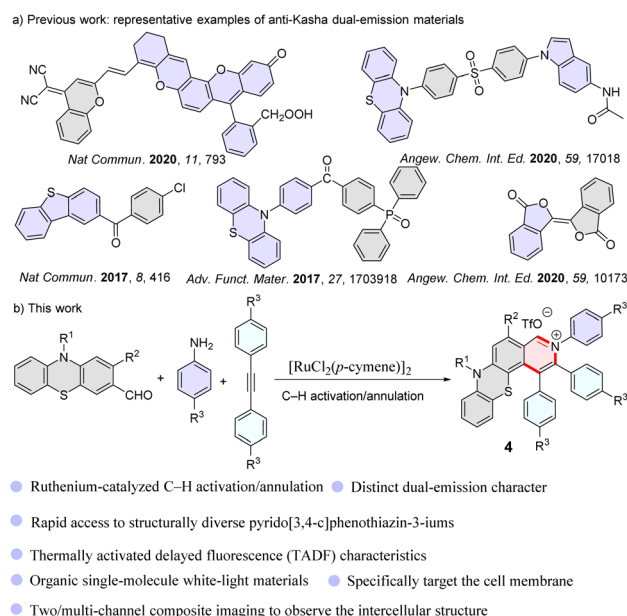 a) Previous work: representative examples of anti-Kasha dual-emission materials
NC
CN
O
O
O
O
CH₂OOOH
N
S
O
S
O
N
HN
O
Nat Commun. 2020, 11, 793
Angew. Chem. Int. Ed. 2020, 59, 17018
S
O
Cl
N
S
O
P
O
O
O
O
O
Nat Commun. 2017, 8, 416
Adv. Funct. Mater. 2017, 27, 1703918
Angew. Chem. Int. Ed. 2020, 59, 10173
b) This work
R¹
N
R²
S
CHO
+
NH₂
R³
+
R³
R³
[RuCl₂(p-cymene)]₂
C–H activation/annulation
R²
TfO⊖
R³
N⊕
R¹
N
S
R³
R³
4
Ruthenium-catalyzed C–H activation/annulation
Distinct dual-emission character
Rapid access to structurally diverse pyrido[3,4-c]phenothiazin-3-iums
Thermally activated delayed fluorescence (TADF) characteristics
Organic single-molecule white-light materials
Specifically target the cell membrane
Two/multi-channel composite imaging to observe the intercellular structure